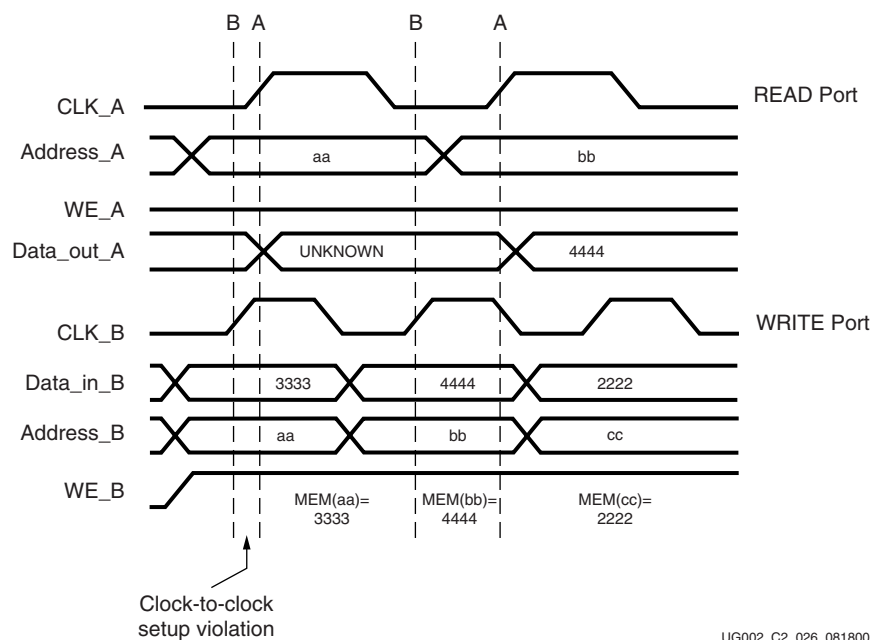 B A B A
CLK_A
READ Port
Address_A
aa
bb
WE_A
Data_out_A
UNKNOWN
4444
CLK_B
WRITE Port
Data_in_B
3333
4444
2222
Address_B
aa
bb
cc
WE_B
MEM(aa)=
3333
MEM(bb)=
4444
MEM(cc)=
2222
Clock-to-clock
setup violation
UG002_C2_026_081800